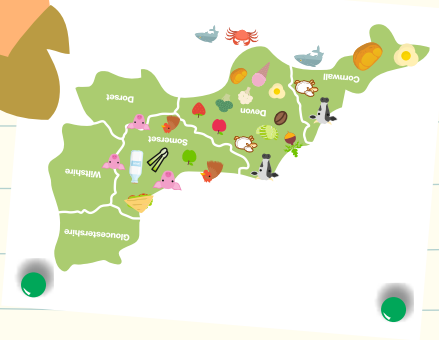 Gloucestershire
Wiltshire
Somerset
Devon
Dorset
Cornwall